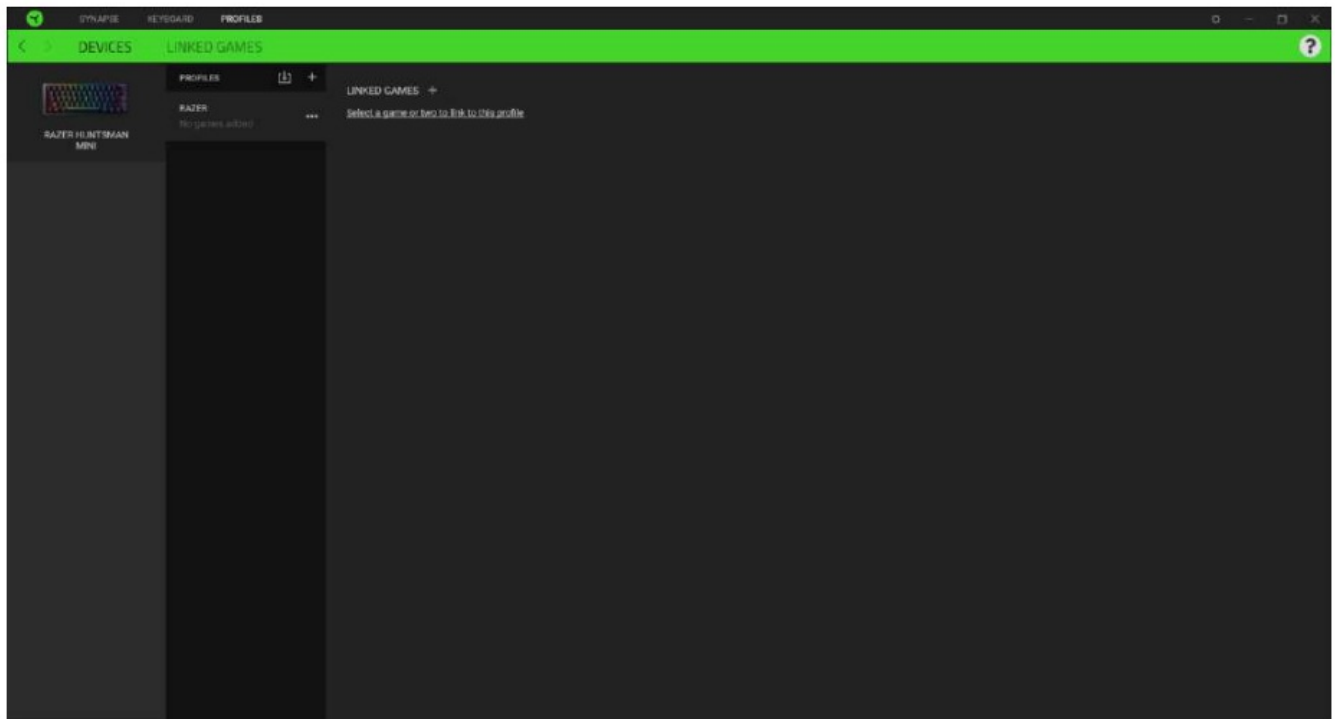 SYNAPSE KEYBOARD PROFILES
DEVICES LINKED GAMES ?
PROFILES
LINKED GAMES
RAZER
Select a game or two to link to this profile
No games added
RAZER HUNTSMAN
MINI